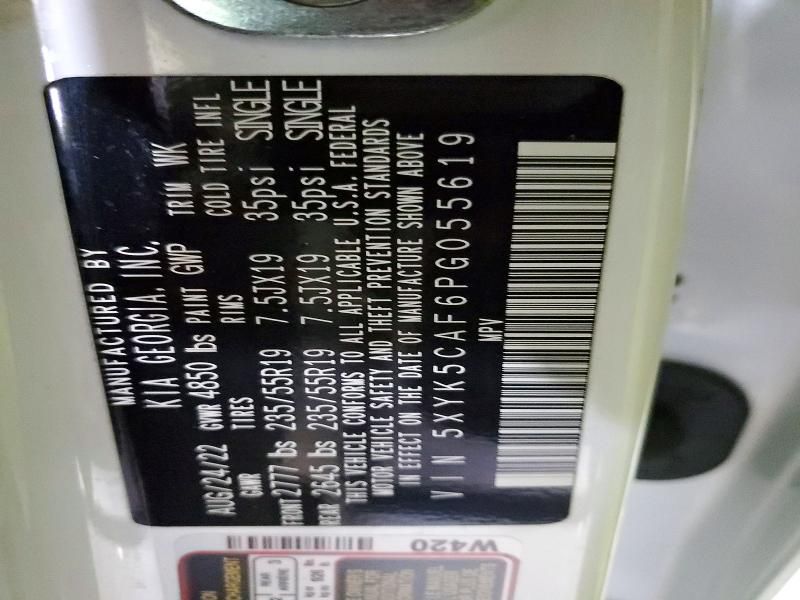 MANUFACTURED BY
KIA GEORGIA, INC.
AUG/24/22 GVWR 4850 lbs PAINT GWP TRIM WK
GAWR TIRES RIMS COLD TIRE INFL
FRONT 2777 lbs 235/55R19 7.5JX19 35psi SINGLE
REAR 2645 lbs 235/55R19 7.5JX19 35psi SINGLE
THIS VEHICLE CONFORMS TO ALL APPLICABLE U.S.A. FEDERAL
MOTOR VEHICLE SAFETY AND THEFT PREVENTION STANDARDS
IN EFFECT ON THE DATE OF MANUFACTURE SHOWN ABOVE
VIN 5XYK5CAF6PG055619
MPV
W420